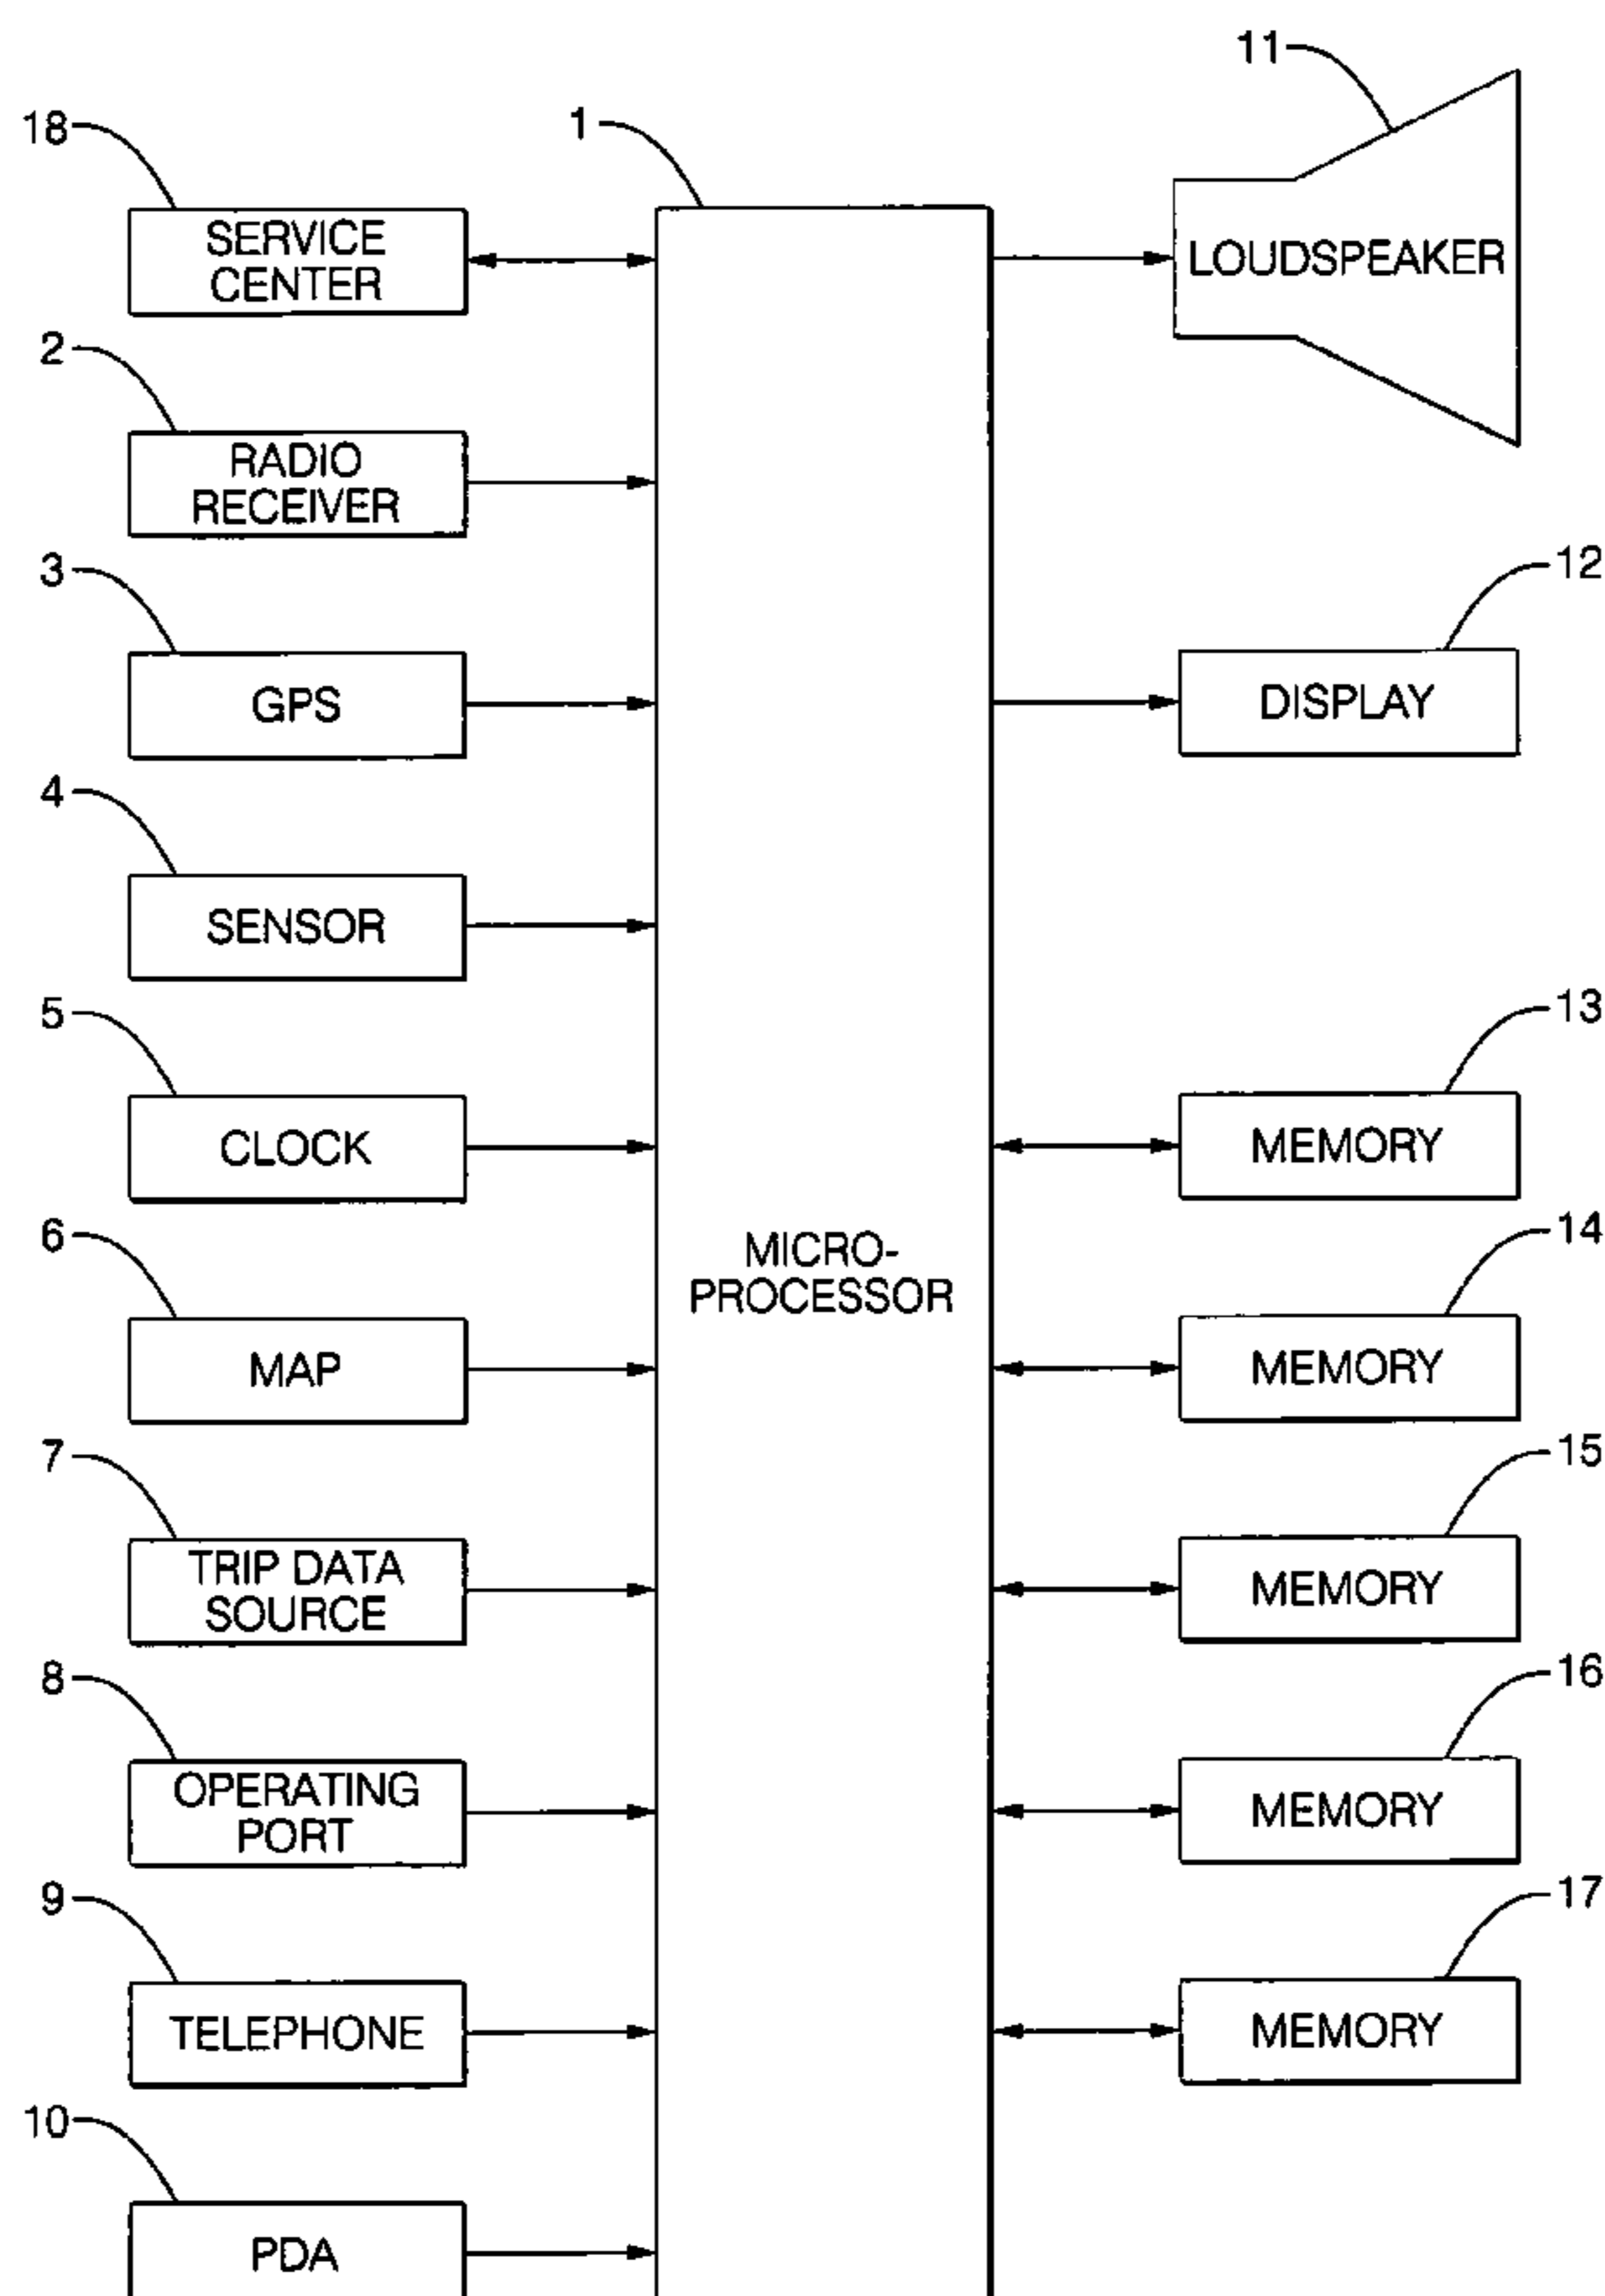 11
18
1
SERVICE
CENTER
LOUDSPEAKER
2
RADIO
RECEIVER
3
12
GPS
DISPLAY
4
SENSOR
5
13
CLOCK
MEMORY
6
14
MICRO-
PROCESSOR
MAP
MEMORY
7
15
TRIP DATA
SOURCE
MEMORY
8
16
OPERATING
PORT
MEMORY
9
17
TELEPHONE
MEMORY
10
PDA